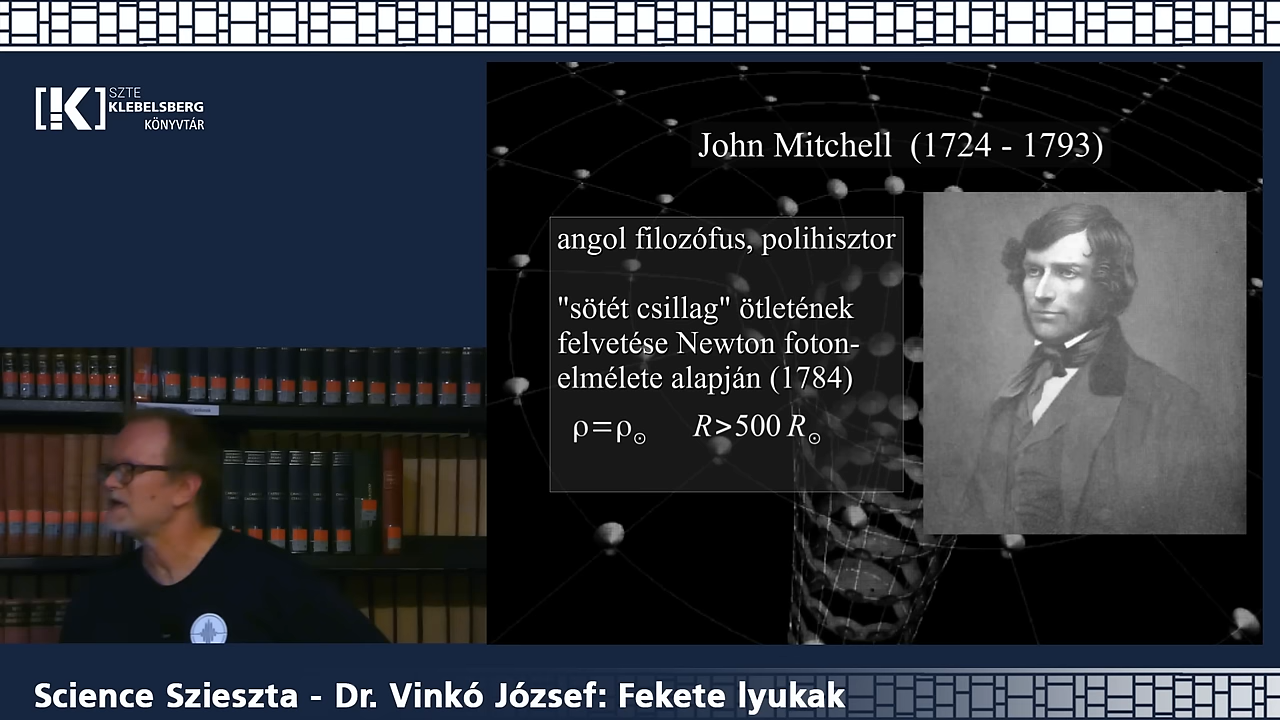 SZTE
KLEBELSBERG
KÖNYVTÁR
John Mitchell (1724 - 1793)
angol filozófus, polihisztor
"sötét csillag" ötletének
felvetése Newton foton-
elmélete alapján (1784)
ρ=ρ☉ R>500 R☉
Science Szieszta - Dr. Vinkó József: Fekete lyukak